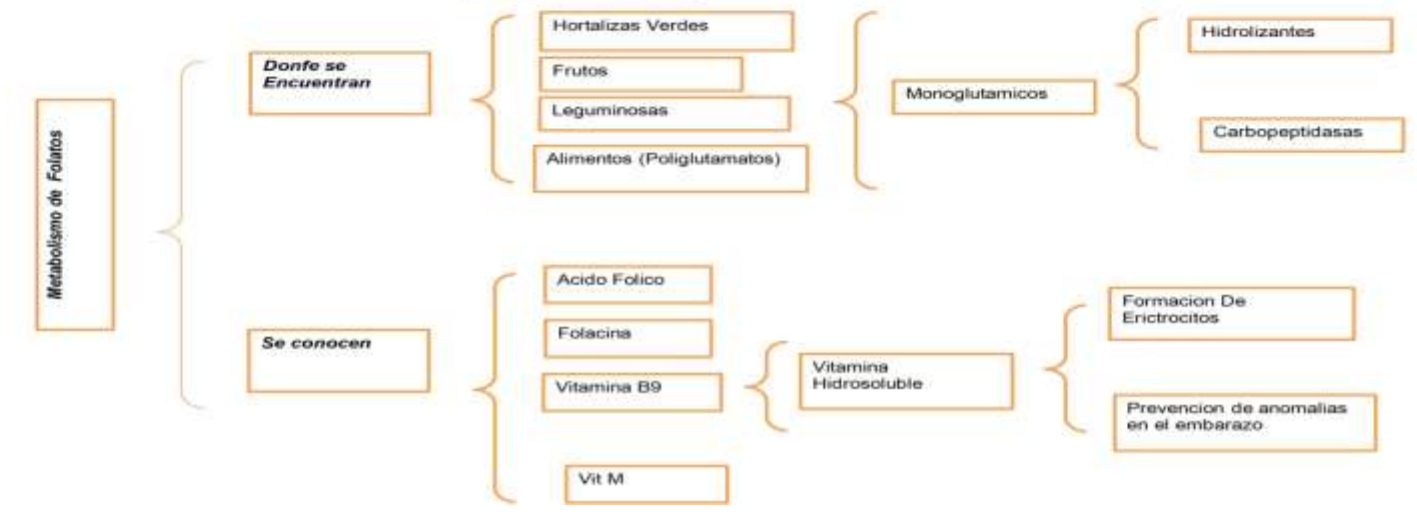 Metabolismo de Folatos
Donfe se
Encuentran
Hortalizas Verdes
Frutos
Leguminosas
Alimentos (Poliglutamatos)
Monoglutamicos
Hidrolizantes
Carbopeptidasas
Se conocen
Acido Folico
Folacina
Vitamina B9
Vit M
Vitamina
Hidrosoluble
Formacion De
Erictrocitos
Prevencion de anomalias
en el embarazo